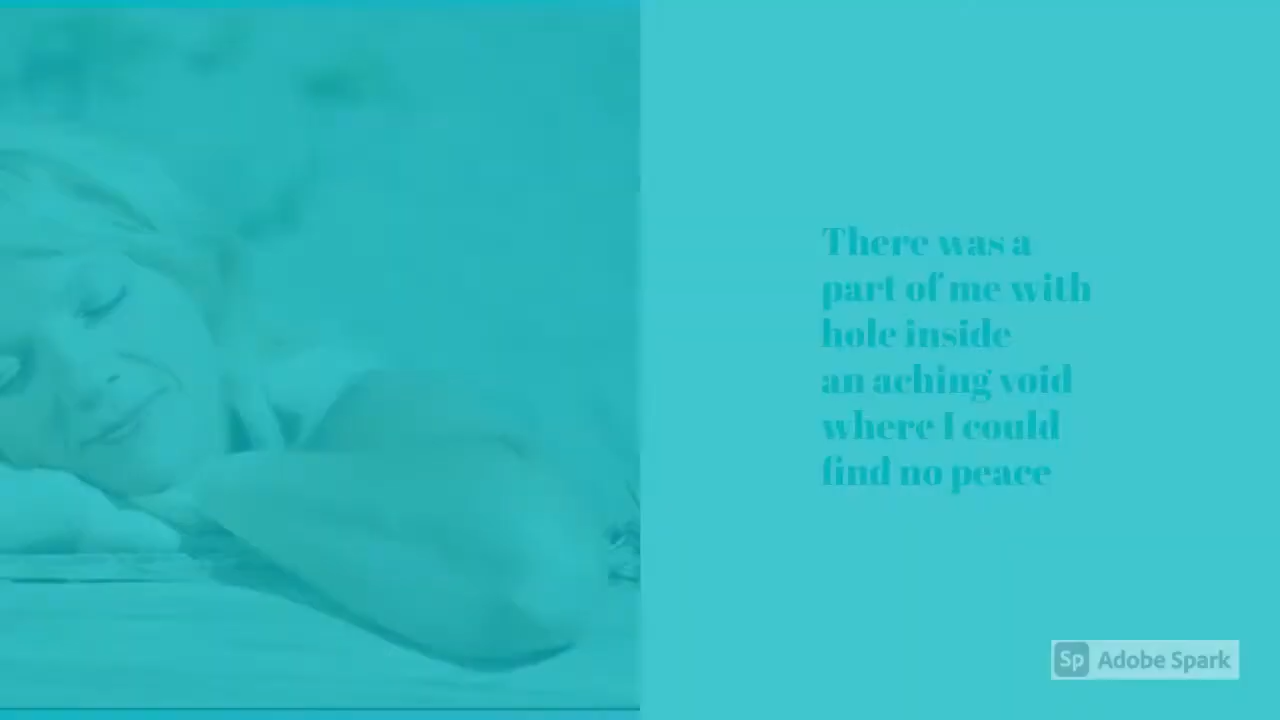 There was a
part of me with
hole inside
an aching void
where I could
find no peace
Sp Adobe Spark